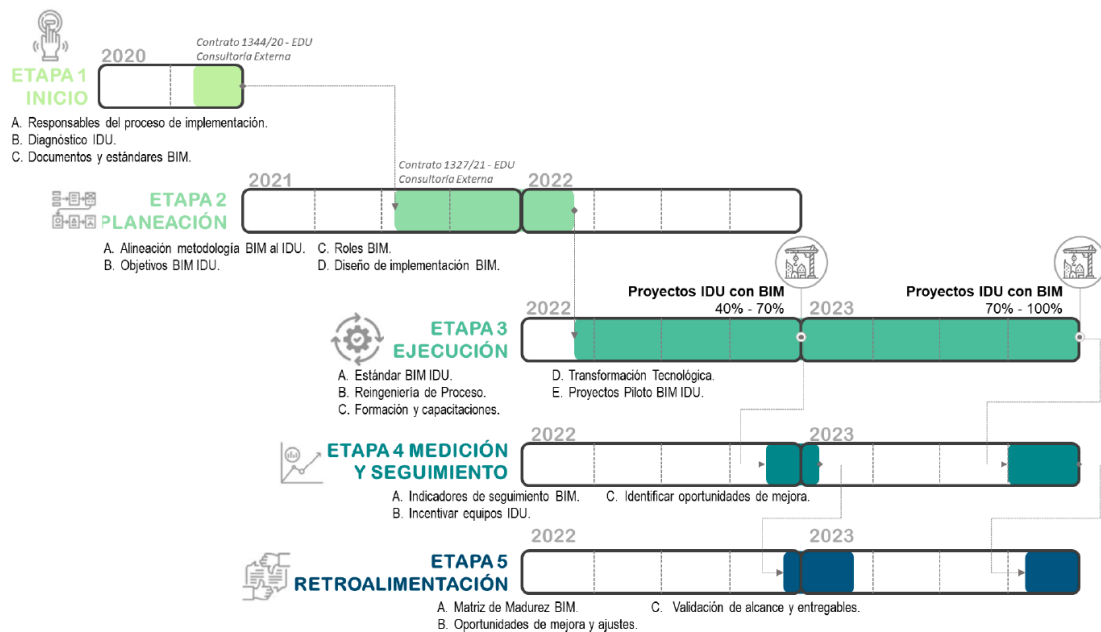 Contrato 1344/20 - EDU
Consultoría Externa
2020
ETAPA 1
INICIO
A. Responsables del proceso de implementación.
B. Diagnóstico IDU.
C. Documentos y estándares BIM.
Contrato 1327/21 - EDU
Consultoría Externa
2021
2022
ETAPA 2
PLANEACIÓN
A. Alineación metodología BIM al IDU.
B. Objetivos BIM IDU.
C. Roles BIM.
D. Diseño de implementación BIM.
Proyectos IDU con BIM
40% - 70%
Proyectos IDU con BIM
70% - 100%
2022
2023
ETAPA 3
EJECUCIÓN
A. Estándar BIM IDU.
B. Reingeniería de Proceso.
C. Formación y capacitaciones.
D. Transformación Tecnológica.
E. Proyectos Piloto BIM IDU.
2022
2023
ETAPA 4 MEDICIÓN
Y SEGUIMIENTO
A. Indicadores de seguimiento BIM.
B. Incentivar equipos IDU.
C. Identificar oportunidades de mejora.
2022
2023
ETAPA 5
RETROALIMENTACIÓN
A. Matriz de Madurez BIM.
B. Oportunidades de mejora y ajustes.
C. Validación de alcance y entregables.